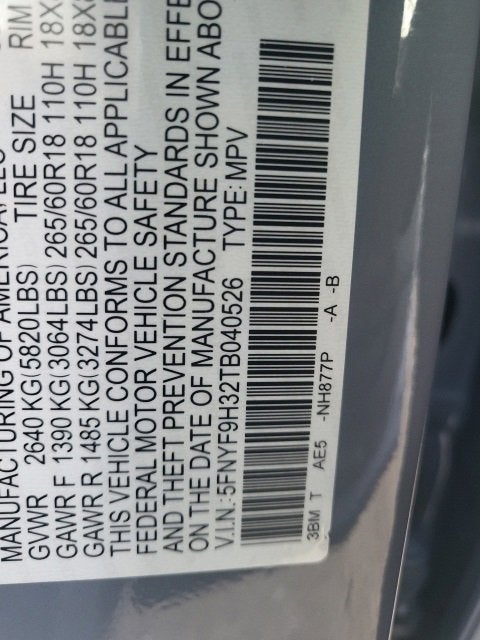 MANUFACTURING OF AMERICA, LLC
GVWR 2640 KG(5820LBS) TIRE SIZE RIM
GAWR F 1390 KG(3064LBS) 265/60R18 110H 18X
GAWR R 1485 KG(3274LBS) 265/60R18 110H 18X
THIS VEHICLE CONFORMS TO ALL APPLICABLE
FEDERAL MOTOR VEHICLE SAFETY
AND THEFT PREVENTION STANDARDS IN EFFE
ON THE DATE OF MANUFACTURE SHOWN ABO
V.I.N.: 5FNYF9H32TB040526 TYPE: MPV
3BM T AE5 -NH877P -A -B